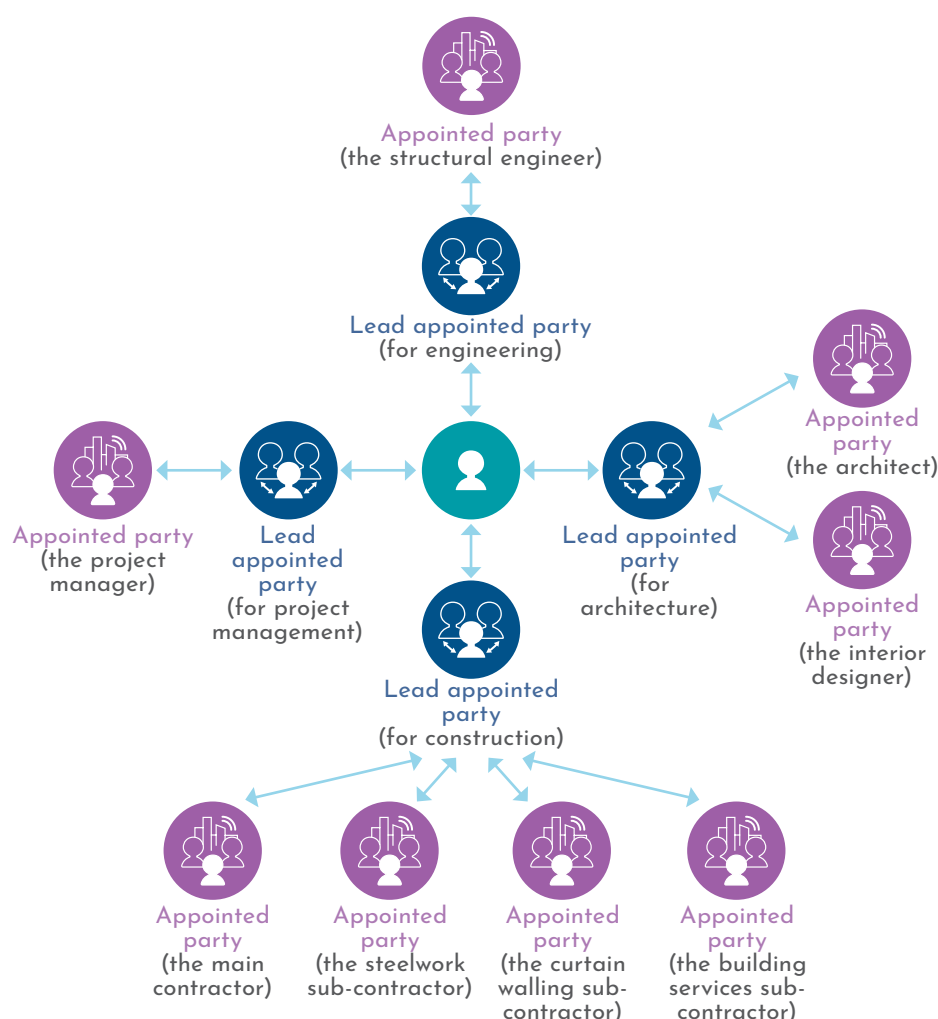 Appointed party
(the structural engineer)
Lead appointed party
(for engineering)
Appointed
party
(the architect)
Appointed party
(the project
manager)
Lead
appointed
party
(for project
management)
Lead appointed
party
(for
architecture)
Appointed
party
(the interior
designer)
Lead appointed
party
(for construction)
Appointed
party
(the main
contractor)
Appointed
party
(the steelwork
sub-contractor)
Appointed
party
(the curtain
walling sub-
contractor)
Appointed
party
(the building
services sub-
contractor)